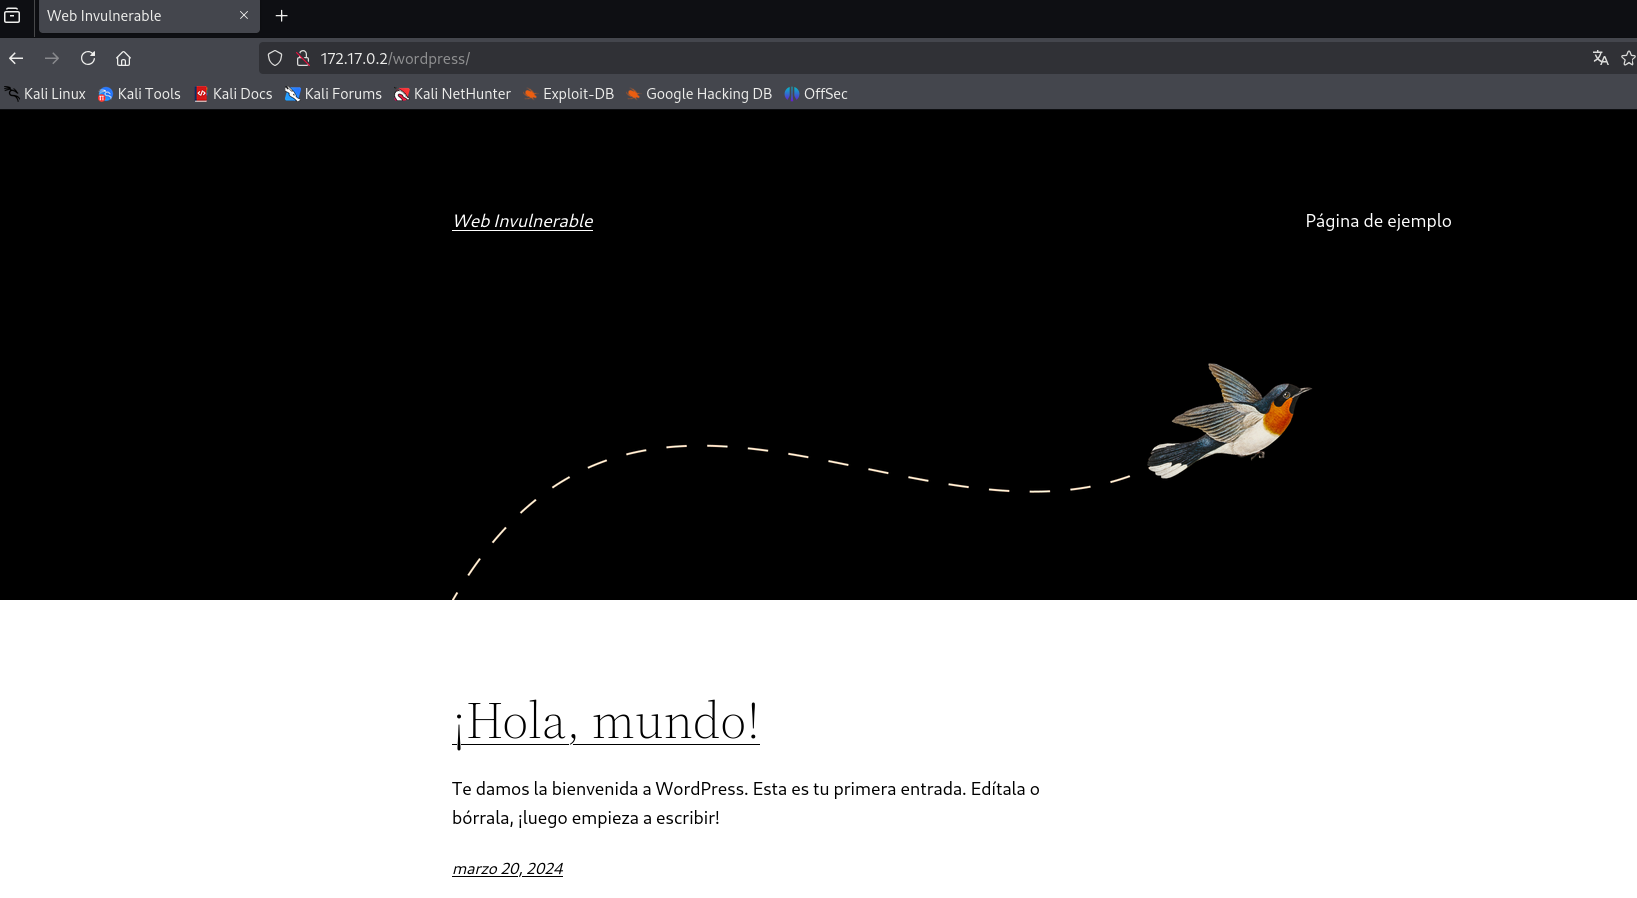 Web Invulnerable
172.17.0.2/wordpress/
Kali Linux Kali Tools Kali Docs Kali Forums Kali NetHunter Exploit-DB Google Hacking DB OffSec
Web Invulnerable Página de ejemplo
¡Hola, mundo!
Te damos la bienvenida a WordPress. Esta es tu primera entrada. Edítala o
bórrala, ¡luego empieza a escribir!
marzo 20, 2024